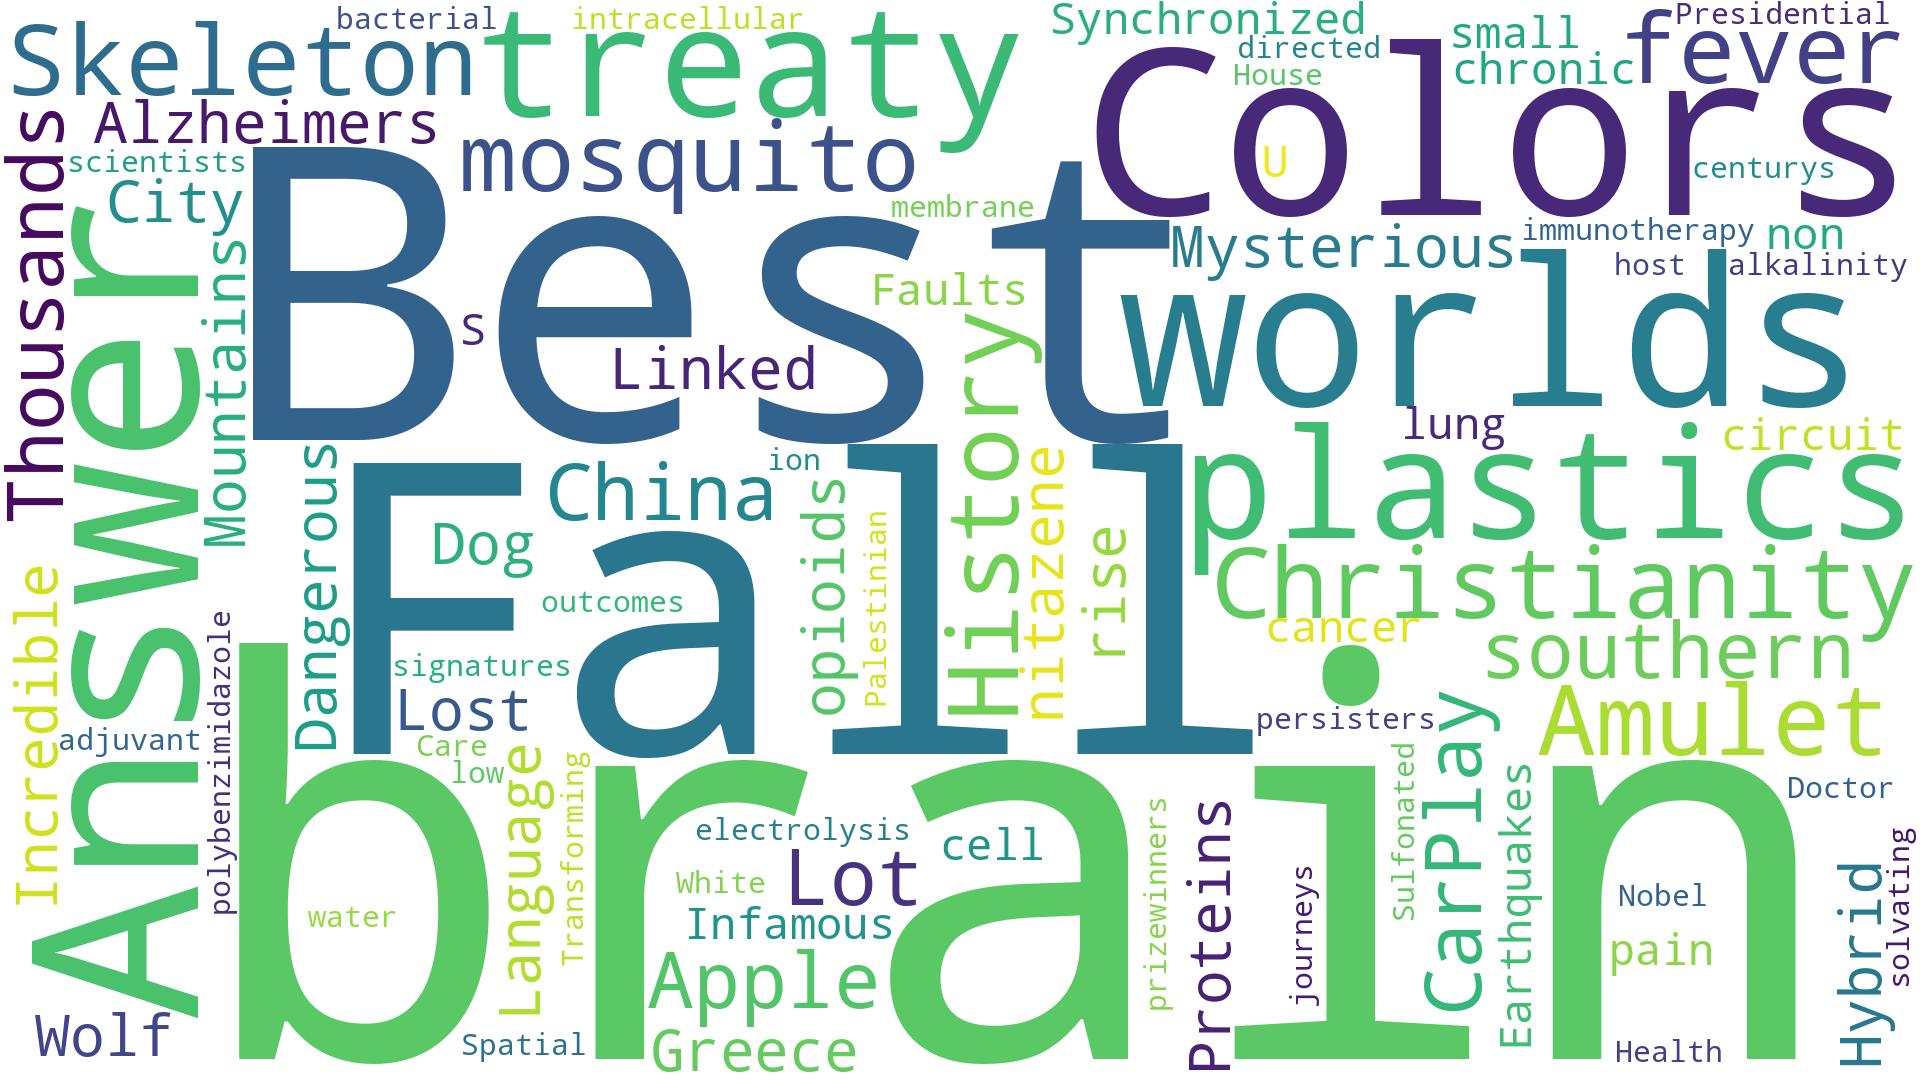 bacterial
intracellular
Synchronized
Presidential
Skeleton
treaty
directed
small
fever
House
chronic
Colors
Alzheimers
Thousands
mosquito
scientists
City
U
centurys
membrane
Best
Answer
Mountains
Mysterious
immunotherapy
non
host
alkalinity
worlds
Faults
S
Linked
History
lung
circuit
plastics
Dangerous
China
ion
opioids
nitazene
Fall
Dog
Palestinian
rise
Christianity
Incredible
outcomes
cancer
southern
polybenzimidazole
signatures
Lost
persisters
Amulet
adjuvant
Care
low
Language
Transforming
brain
CarPlay
Sulfonated
Earthquakes
Doctor
prizewinners
Proteins
electrolysis
cell
White
Lot
journeys
Nobel
Hybrid
solvating
water
Infamous
pain
Apple
Wolf
Spatial
Greece
Health